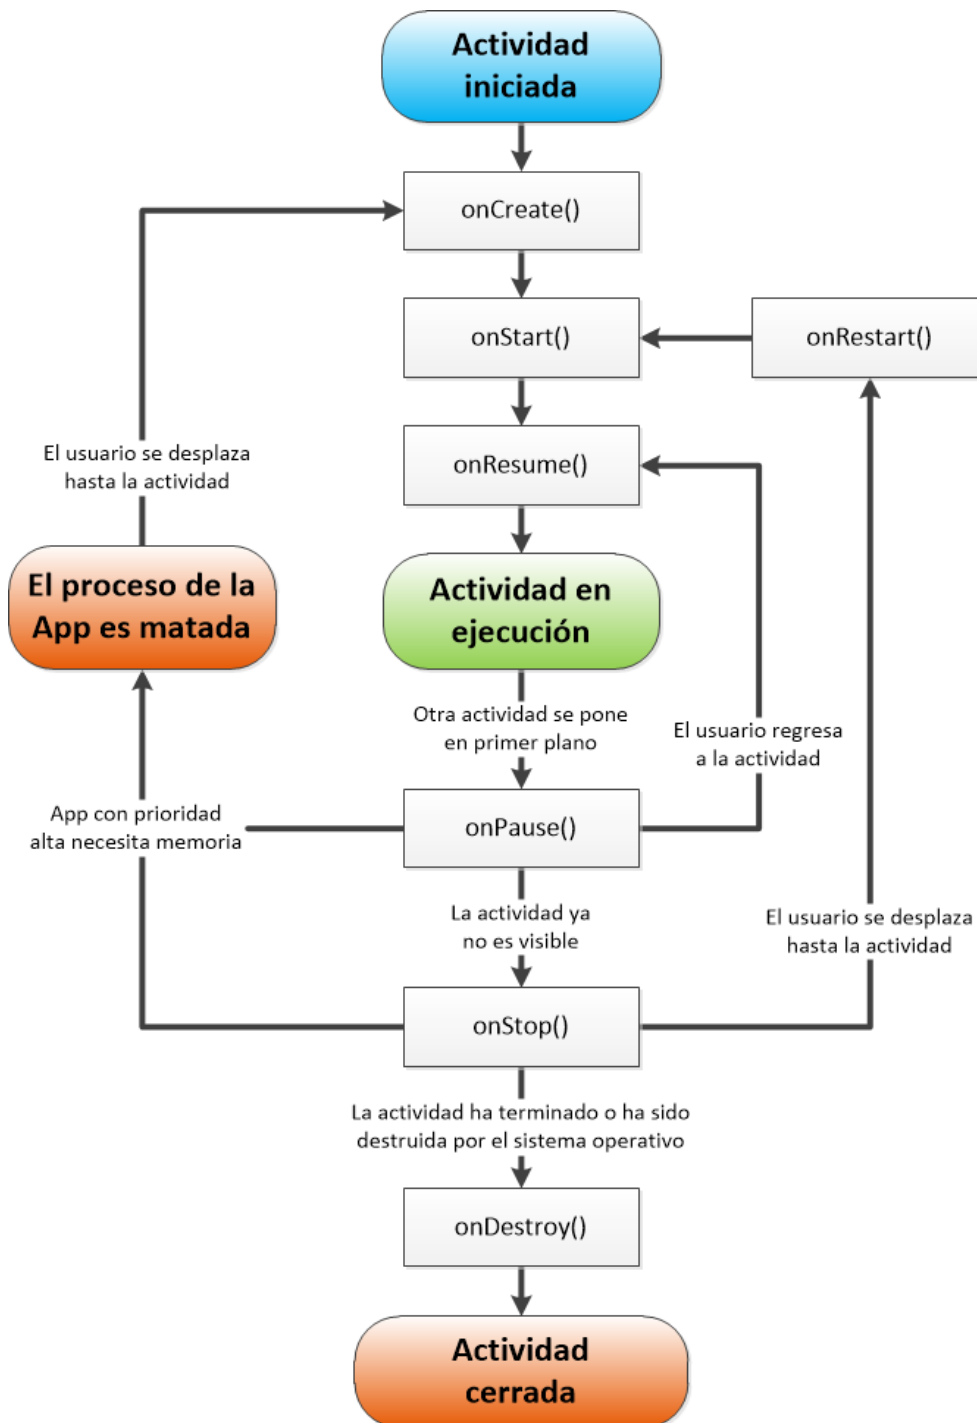 Actividad
iniciada
onCreate()
onStart()
onRestart()
El usuario se desplaza
hasta la actividad
onResume()
El proceso de la
App es matada
Actividad en
ejecución
Otra actividad se pone
en primer plano
El usuario regresa
a la actividad
App con prioridad
alta necesita memoria
onPause()
La actividad ya
no es visible
El usuario se desplaza
hasta la actividad
onStop()
La actividad ha terminado o ha sido
destruida por el sistema operativo
onDestroy()
Actividad
cerrada